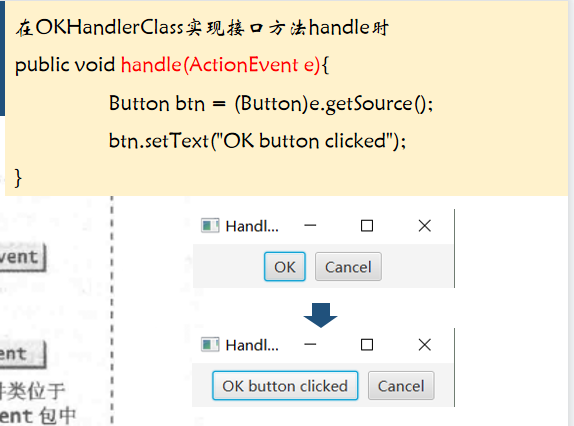 在OKHandlerClass实现接口方法handle时
public void handle(ActionEvent e){
Button btn = (Button)e.getSource();
btn.setText("OK button clicked");
}
vent
Handl...
OK Cancel
ent
Handl...
件类位于
OK button clicked Cancel
ent 包中